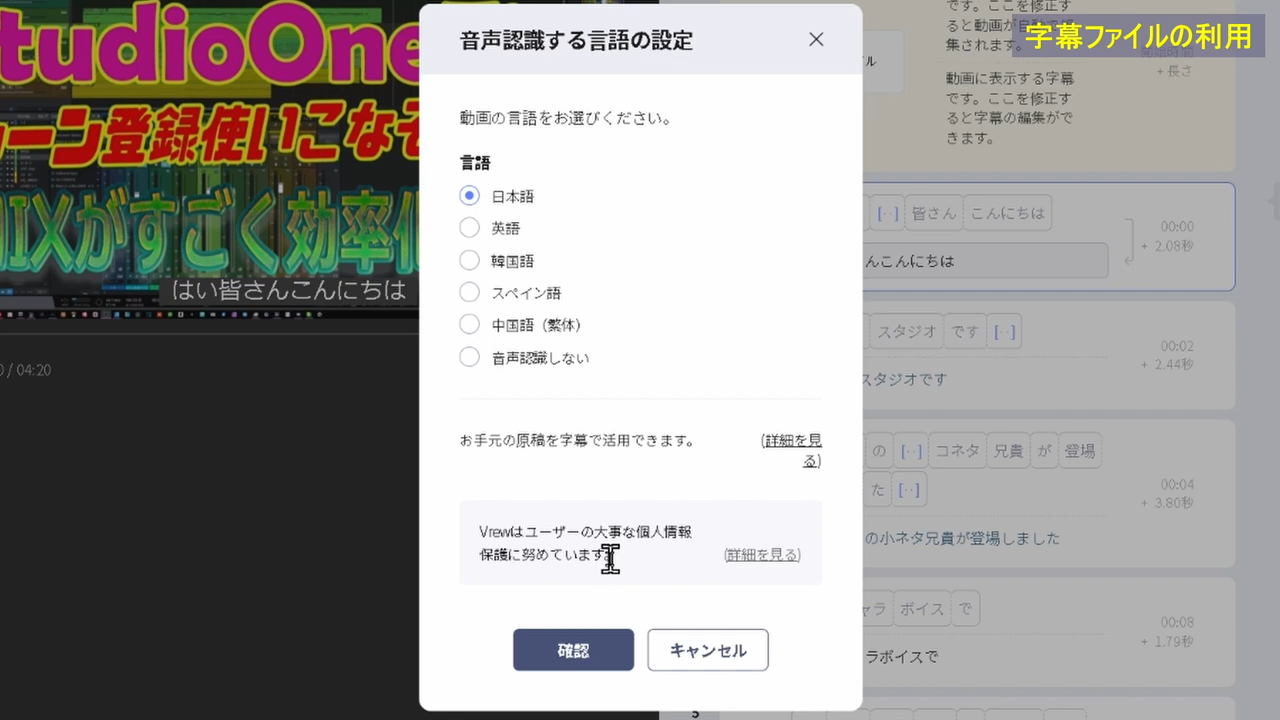 tudioOne
ーン登録使いこなそ
MIXがすごく効率化
はい皆さんこんにちは
/ 04:20
音声認識する言語の設定
動画の言語をお選びください。
言語
日本語
英語
韓国語
スペイン語
中国語（繁体）
音声認識しない
お手元の原稿を字幕で活用できます。
(詳細を見
る)
Vrewはユーザーの大事な個人情報
保護に努めています
(詳細を見る)
確認
キャンセル
字幕ファイルの利用
ル
です。ここを修正す
ると動画が
集されます。
+ 長さ
動画に表示する字幕
です。ここを修正す
ると字幕の編集がで
きます。
[··] 皆さん こんにちは
んこんにちは
00:00
+ 2.08秒
スタジオ です [··]
スタジオです
00:02
+ 2.44秒
の [··] コネタ 兄貴 が 登場
た [··]
の小ネタ兄貴が登場しました
00:04
+ 3.80秒
ャラ ボイス で
ラボイスで
00:08
+ 1.79秒
5